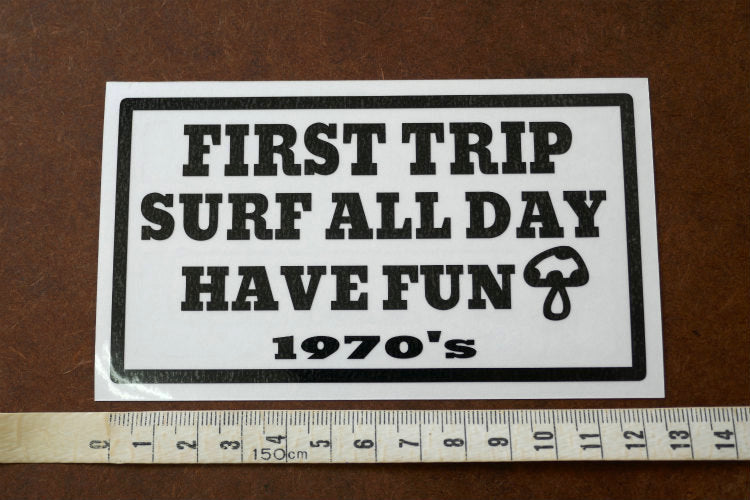 FIRST TRIP
SURF ALL DAY
HAVE FUN
1970's
0 1 2 3 4 5 6 7 8 9 10 11 12 13 14
150cm